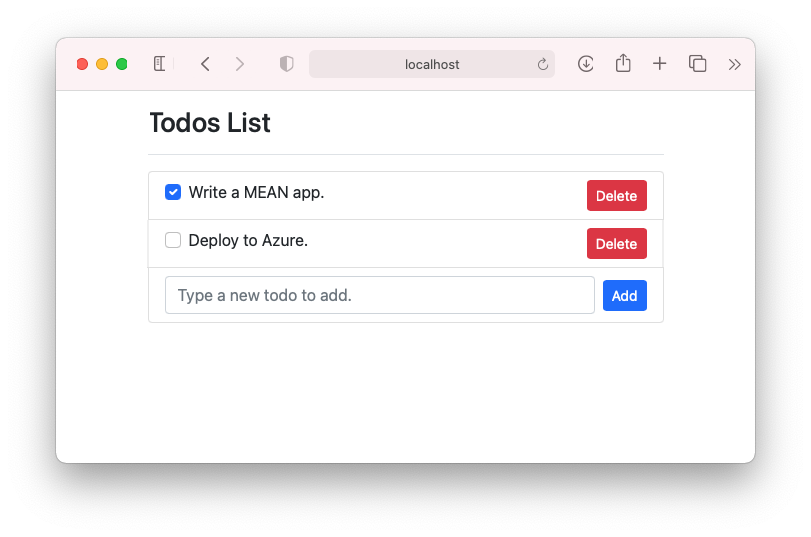 localhost
Todos List
Write a MEAN app.
Delete
Deploy to Azure.
Delete
Type a new todo to add.
Add